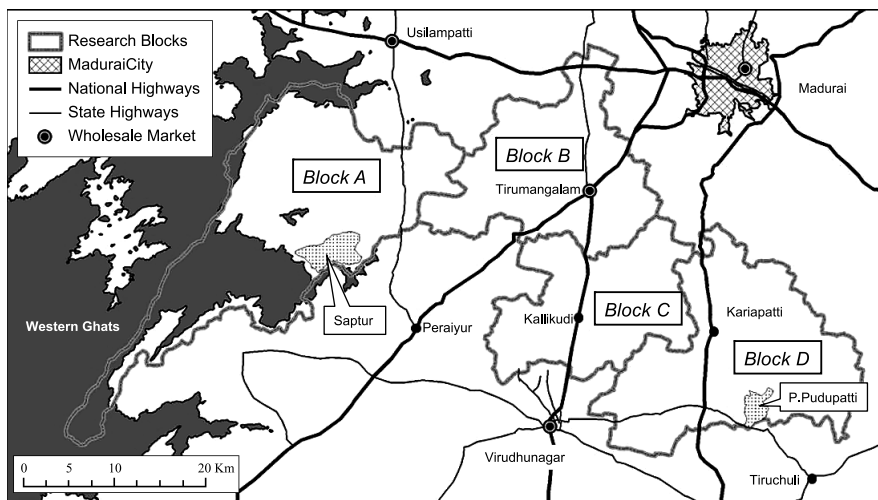 Research Blocks
MaduraiCity
National Highways
State Highways
Wholesale Market
Usilampatti
Madurai
Block A
Block B
Tirumangalam
Western Ghats
Saptur
Peraiyur
Kallikudi
Block C
Kariapatti
Block D
P.Pudupatti
Virudhunagar
Tiruchuli
0 5 10 20 Km